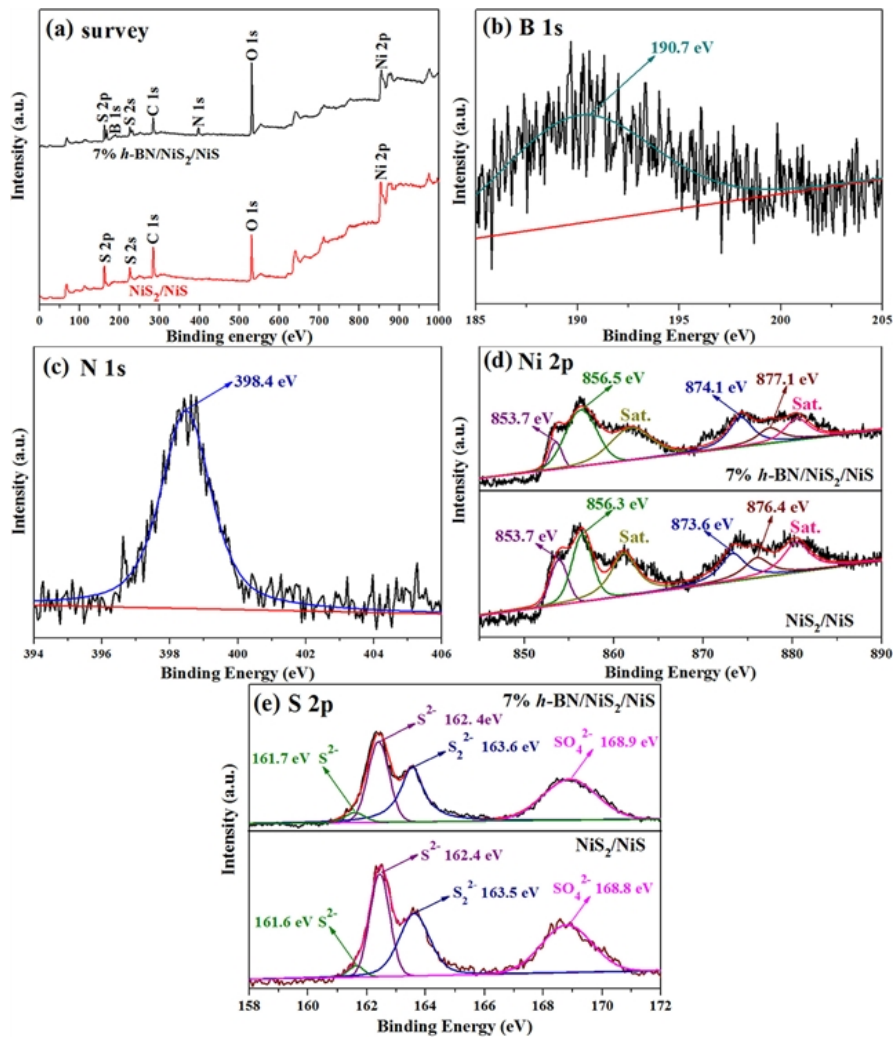 (a) survey
Intensity (a.u.)
S 2p
B 1s
S 2s
C 1s
N 1s
O 1s
Ni 2p
7% h-BN/NiS₂/NiS
S 2p
S 2s
C 1s
O 1s
Ni 2p
NiS₂/NiS
0 100 200 300 400 500 600 700 800 900 1000
Binding energy (eV)
(b) B 1s
190.7 eV
Intensity (a.u.)
185 190 195 200 205
Binding Energy (eV)
(c) N 1s
398.4 eV
Intensity (a.u.)
394 396 398 400 402 404 406
Binding Energy (eV)
(d) Ni 2p
Intensity (a.u.)
853.7 eV
856.5 eV
Sat.
874.1 eV
877.1 eV
Sat.
7% h-BN/NiS₂/NiS
853.7 eV
856.3 eV
Sat.
873.6 eV
876.4 eV
Sat.
NiS₂/NiS
850 860 870 880 890
Binding Energy (eV)
(e) S 2p
7% h-BN/NiS₂/NiS
Intensity (a.u.)
161.7 eV S²⁻
S²⁻ 162. 4eV
S₂²⁻ 163.6 eV
SO₄²⁻ 168.9 eV
NiS₂/NiS
161.6 eV S²⁻
S²⁻ 162.4 eV
S₂²⁻ 163.5 eV
SO₄²⁻ 168.8 eV
158 160 162 164 166 168 170 172
Binding Energy (eV)